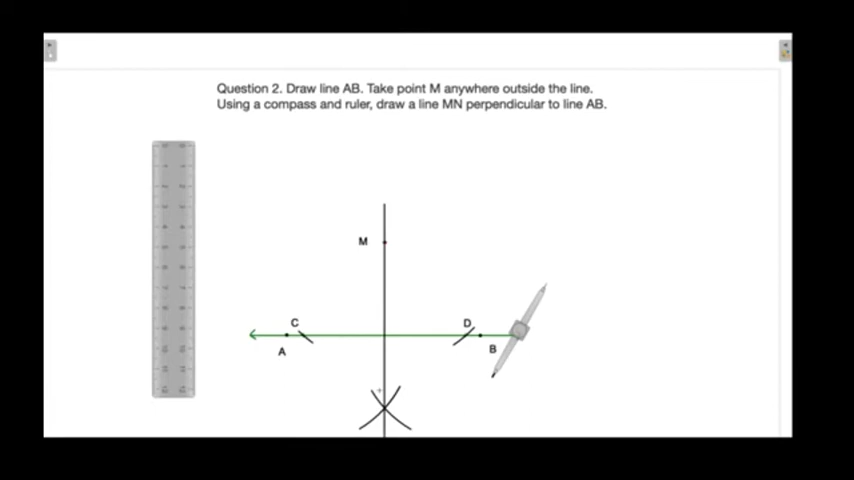 Question 2. Draw line AB. Take point M anywhere outside the line.
Using a compass and ruler, draw a line MN perpendicular to line AB.
M
C
D
A
B